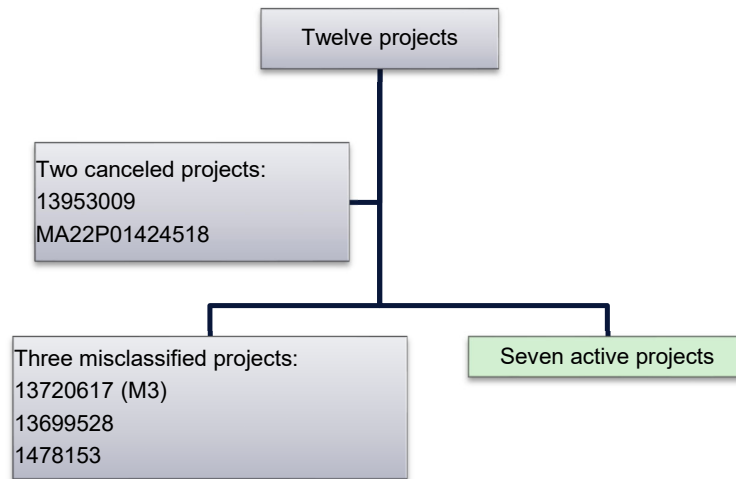 Twelve projects
Two canceled projects:
13953009
MA22P01424518
Three misclassified projects:
13720617 (M3)
13699528
1478153
Seven active projects